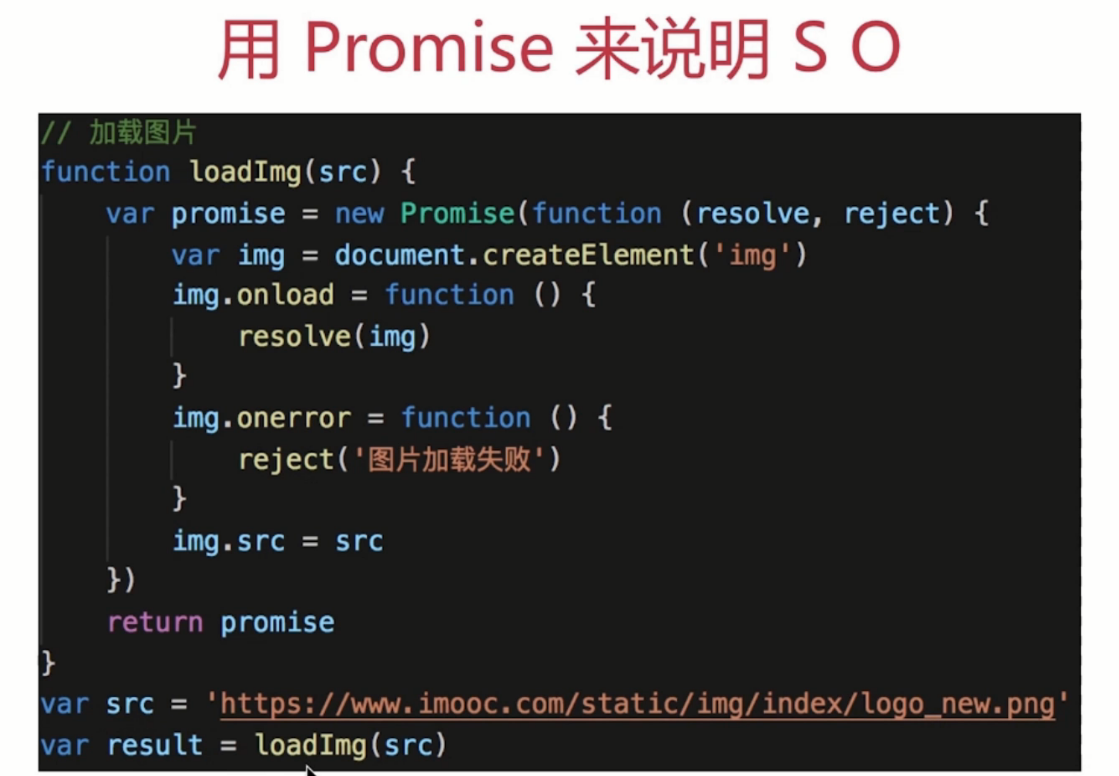 用 Promise 来说明 S O
// 加载图片
function loadImg(src) {
    var promise = new Promise(function (resolve, reject) {
        var img = document.createElement('img')
        img.onload = function () {
            resolve(img)
        }
        img.onerror = function () {
            reject('图片加载失败')
        }
        img.src = src
    })
    return promise
}
var src = 'https://www.imooc.com/static/img/index/logo_new.png'
var result = loadImg(src)